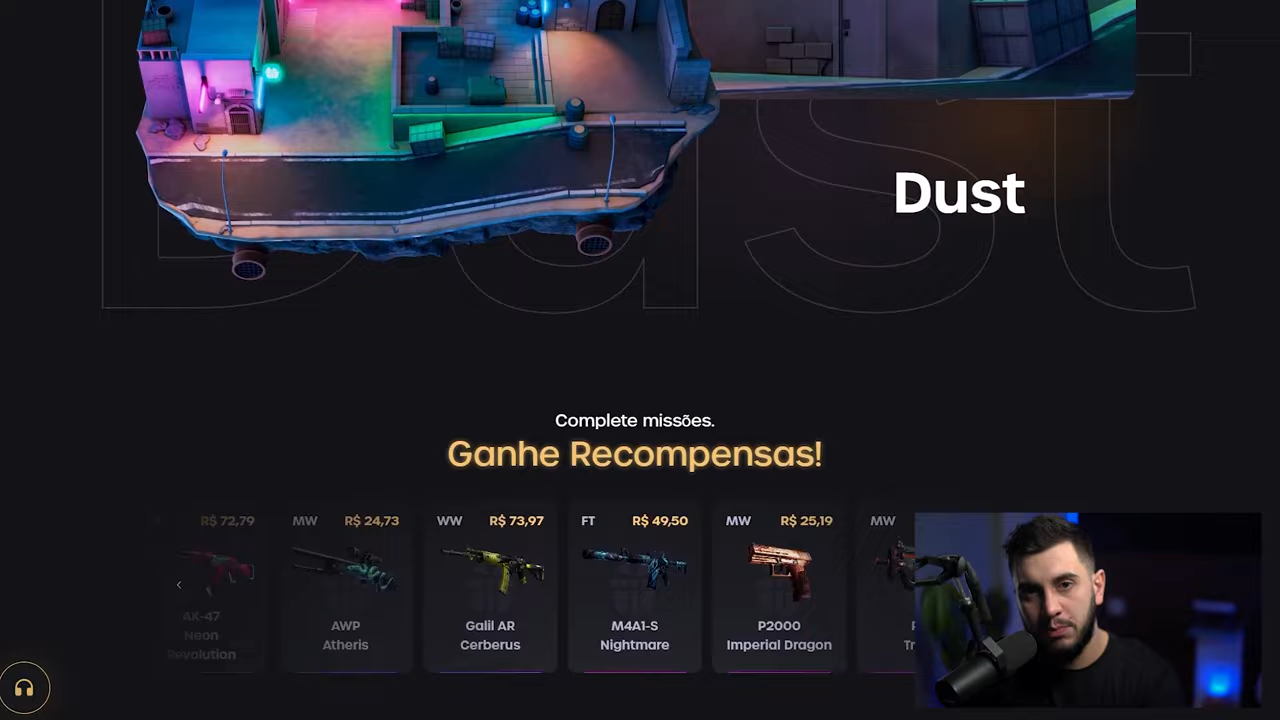 Dust
Dust
Complete missões.
Ganhe Recompensas!
R$ 72,79
AK-47
Neon
Revolution
MW R$ 24,73
AWP
Atheris
WW R$ 73,97
Galil AR
Cerberus
FT R$ 49,50
M4A1-S
Nightmare
MW R$ 25,19
P2000
Imperial Dragon
MW